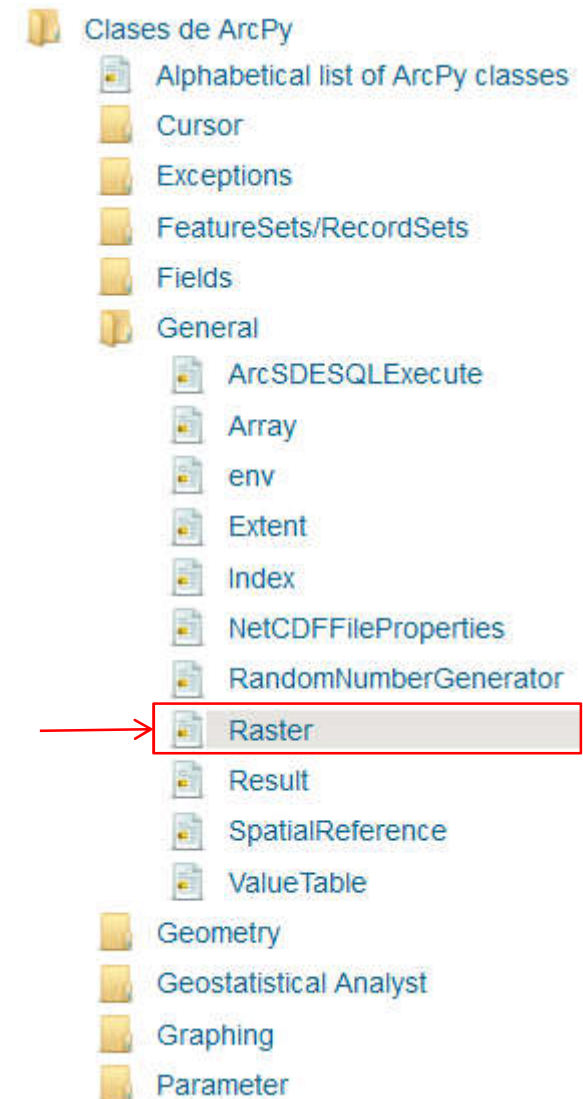 Clases de ArcPy
Alphabetical list of ArcPy classes
Cursor
Exceptions
FeatureSets/RecordSets
Fields
General
ArcSDESQLExecute
Array
env
Extent
Index
NetCDFFileProperties
RandomNumberGenerator
Raster
Result
SpatialReference
ValueTable
Geometry
Geostatistical Analyst
Graphing
Parameter